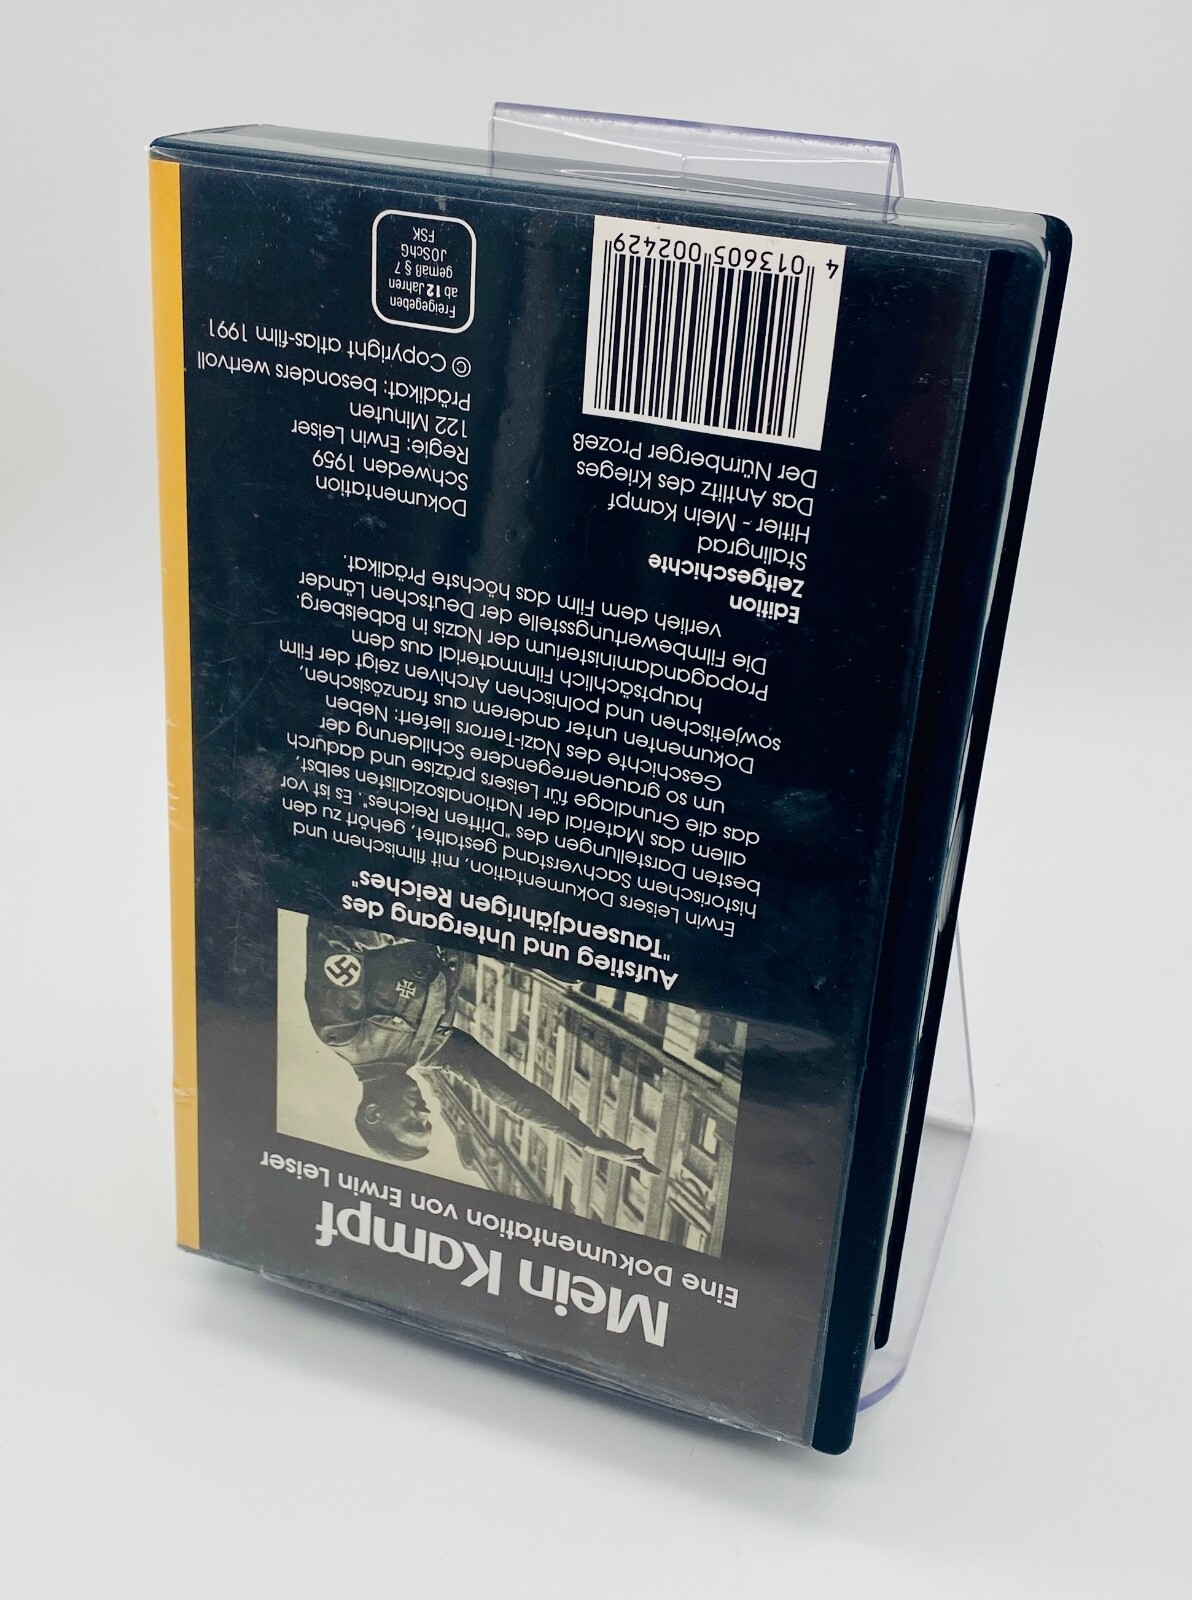 Mein Kampf
Eine Dokumentation von Erwin Leiser
Aufstieg und Untergang des
"Tausendjährigen Reiches"
Erwin Leisers Dokumentation, mit filmischem und
historischem Sachverstand gestaltet, gehört zu den
besten Darstellungen des "Dritten Reiches". Es ist vor
allem das Material der Nationalsozialisten selbst,
das die Grundlage für Leisers präzise und dadurch
um so grauenerregendere Schilderung der
Geschichte des Nazi-Terrors liefert: Neben
Dokumenten unter anderem aus französischen,
sowjetischen und polnischen Archiven zeigt der Film
hauptsächlich Filmmaterial aus dem
Propagandaministerium der Nazis in Babelsberg.
Die Filmbewertungsstelle der Deutschen Länder
verlieh dem Film das höchste Prädikat.
Edition
Zeitgeschichte
Stalingrad
Hitler - Mein Kampf
Das Antlitz des Krieges
Der Nürnberger Prozeß
4 013605 002429
Dokumentation
Schweden 1959
Regie: Erwin Leiser
122 Minuten
Prädikat: besonders wertvoll
© Copyright atlas-film 1991
Freigegeben
ab 12 Jahren
gemäß § 7
JÖSchG
FSK